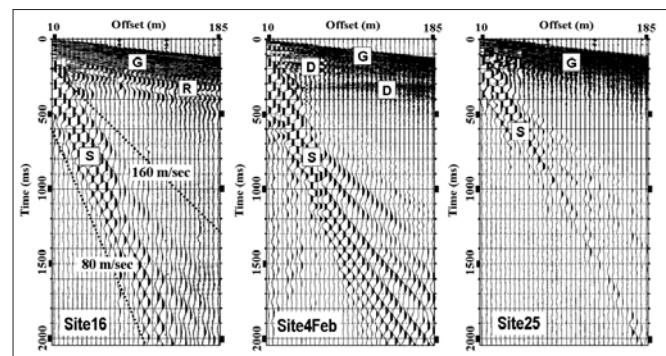 Offset (m) Offset (m) Offset (m)
10 185 10 185 10 185
0 0 0
G G G
R D D
500 500 500
S S S
160 m/sec
Time (ms) Time (ms) Time (ms)
1000 1000 1000
1500 1500 1500
80 m/sec
Site16 Site4Feb Site25
2000 2000 2000